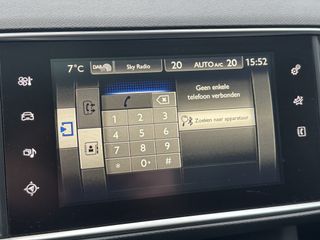 7°C DAB Sky Radio 20 AUTO A/C 20 15:52
Geen enkele
telefoon verbonden
1 2 3
4 5 6
7 8 9
* 0+ #
Zoeken naar apparatuur